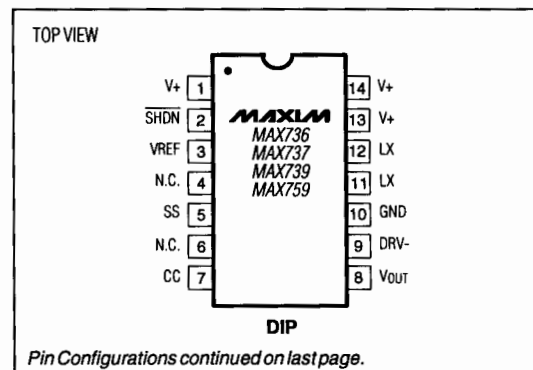 TOP VIEW
V+ 1 14 V+
SHDN 2 13 V+
VREF 3 12 LX
N.C. 4 11 LX
SS 5 10 GND
N.C. 6 9 DRV-
CC 7 8 VOUT
MAXIM
MAX736
MAX737
MAX739
MAX759
DIP
Pin Configurations continued on last page.